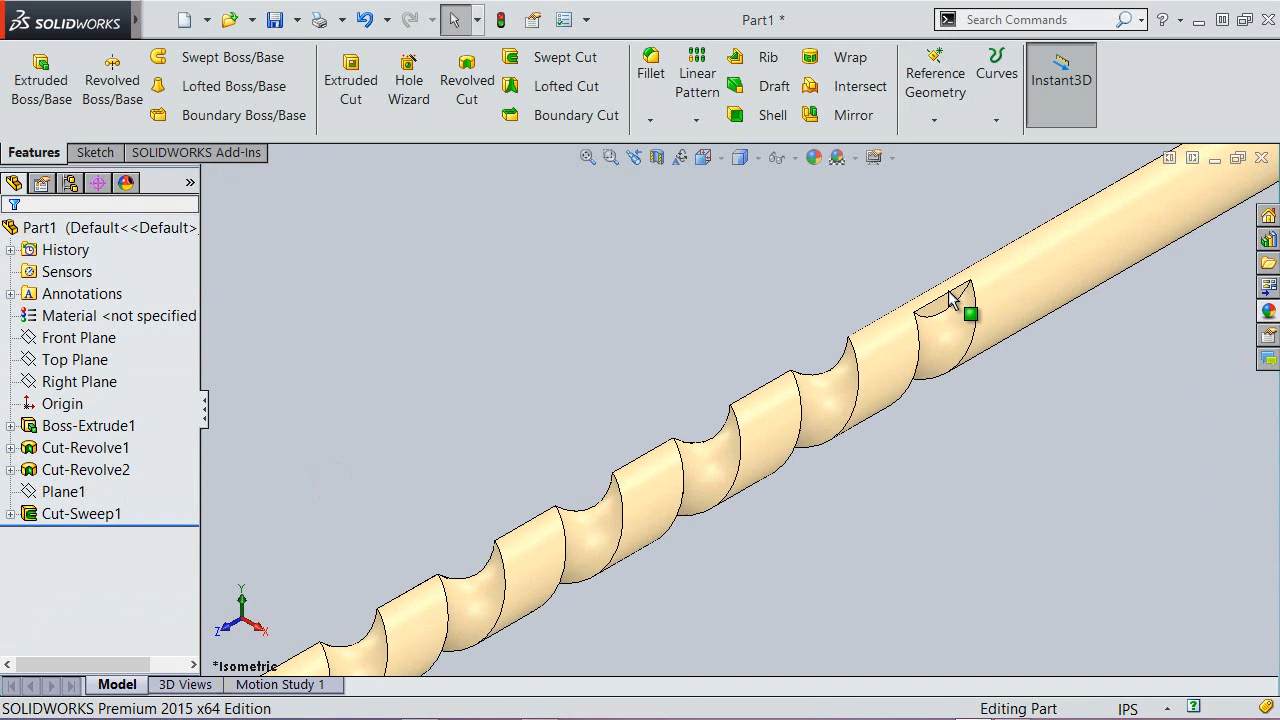 SOLIDWORKS
Part1 *
Search Commands
Extruded Boss/Base
Revolved Boss/Base
Swept Boss/Base
Lofted Boss/Base
Boundary Boss/Base
Extruded Cut
Hole Wizard
Revolved Cut
Swept Cut
Lofted Cut
Boundary Cut
Fillet
Linear Pattern
Rib
Draft
Shell
Wrap
Intersect
Mirror
Reference Geometry
Curves
Instant3D
Features
Sketch
SOLIDWORKS Add-Ins
Part1 (Default<<Default>
History
Sensors
Annotations
Material <not specified
Front Plane
Top Plane
Right Plane
Origin
Boss-Extrude1
Cut-Revolve1
Cut-Revolve2
Plane1
Cut-Sweep1
Y
Z
X
*Isometric
Model
3D Views
Motion Study 1
SOLIDWORKS Premium 2015 x64 Edition
Editing Part
IPS